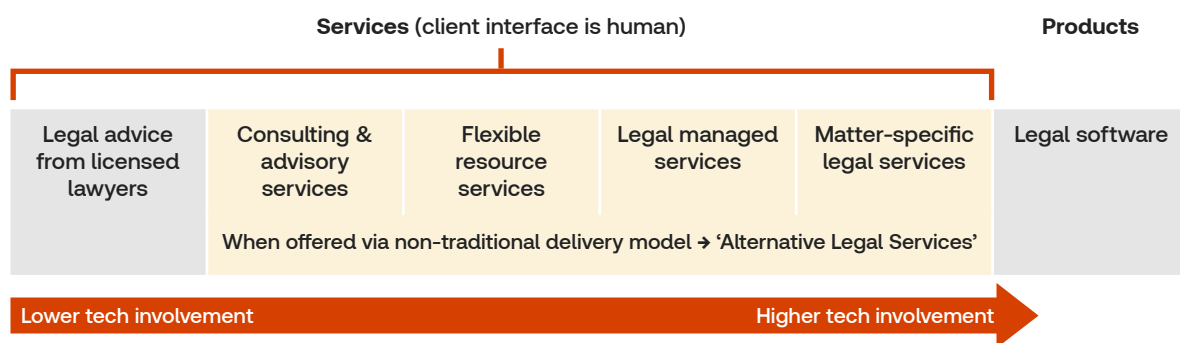 Services (client interface is human)
Products
Legal advice
from licensed
lawyers
Consulting &
advisory
services
Flexible
resource
services
Legal managed
services
Matter-specific
legal services
Legal software
When offered via non-traditional delivery model → ‘Alternative Legal Services’
Lower tech involvement
Higher tech involvement